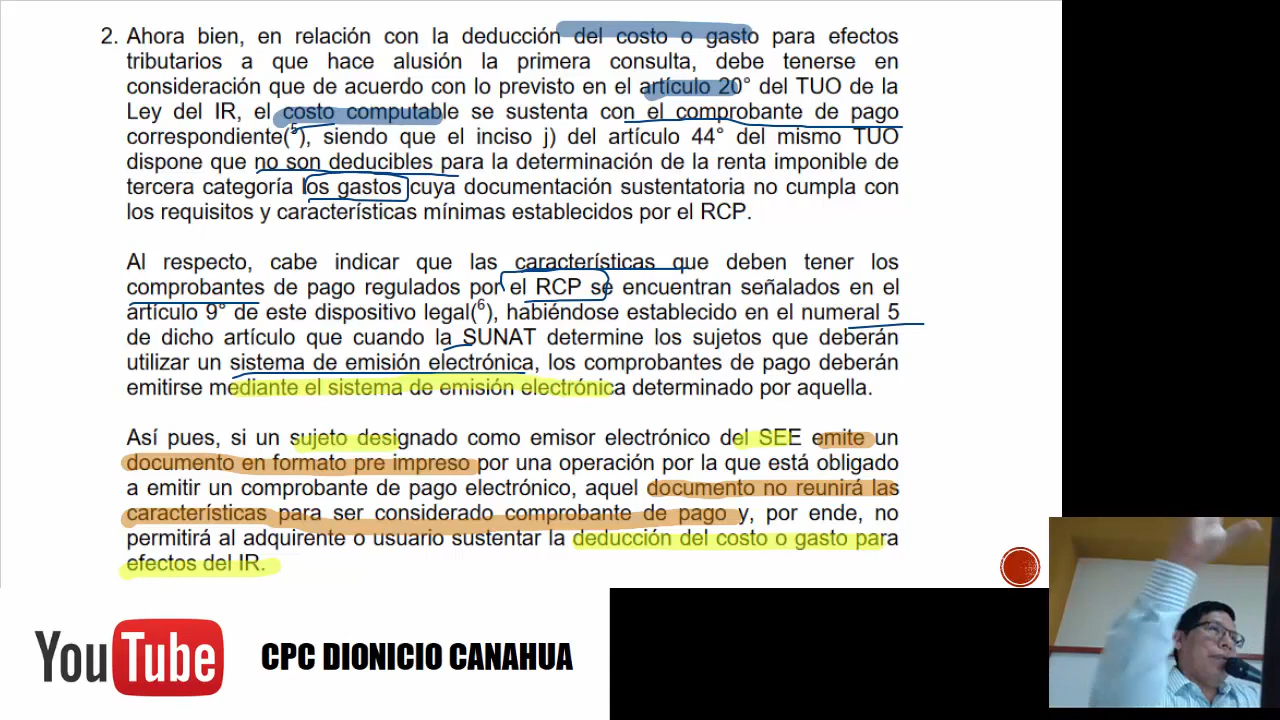 2. Ahora bien, en relación con la deducción del costo o gasto para efectos
tributarios a que hace alusión la primera consulta, debe tenerse en
consideración que de acuerdo con lo previsto en el artículo 20° del TUO de la
Ley del IR, el costo computable se sustenta con el comprobante de pago
correspondiente(5), siendo que el inciso j) del artículo 44° del mismo TUO
dispone que no son deducibles para la determinación de la renta imponible de
tercera categoría los gastos cuya documentación sustentatoria no cumpla con
los requisitos y características mínimas establecidos por el RCP.
Al respecto, cabe indicar que las características que deben tener los
comprobantes de pago regulados por el RCP se encuentran señalados en el
artículo 9° de este dispositivo legal(6), habiéndose establecido en el numeral 5
de dicho artículo que cuando la SUNAT determine los sujetos que deberán
utilizar un sistema de emisión electrónica, los comprobantes de pago deberán
emitirse mediante el sistema de emisión electrónica determinado por aquella.
Así pues, si un sujeto designado como emisor electrónico del SEE emite un
documento en formato pre impreso por una operación por la que está obligado
a emitir un comprobante de pago electrónico, aquel documento no reunirá las
características para ser considerado comprobante de pago y, por ende, no
permitirá al adquirente o usuario sustentar la deducción del costo o gasto para
efectos del IR.
YouTube CPC DIONICIO CANAHUA